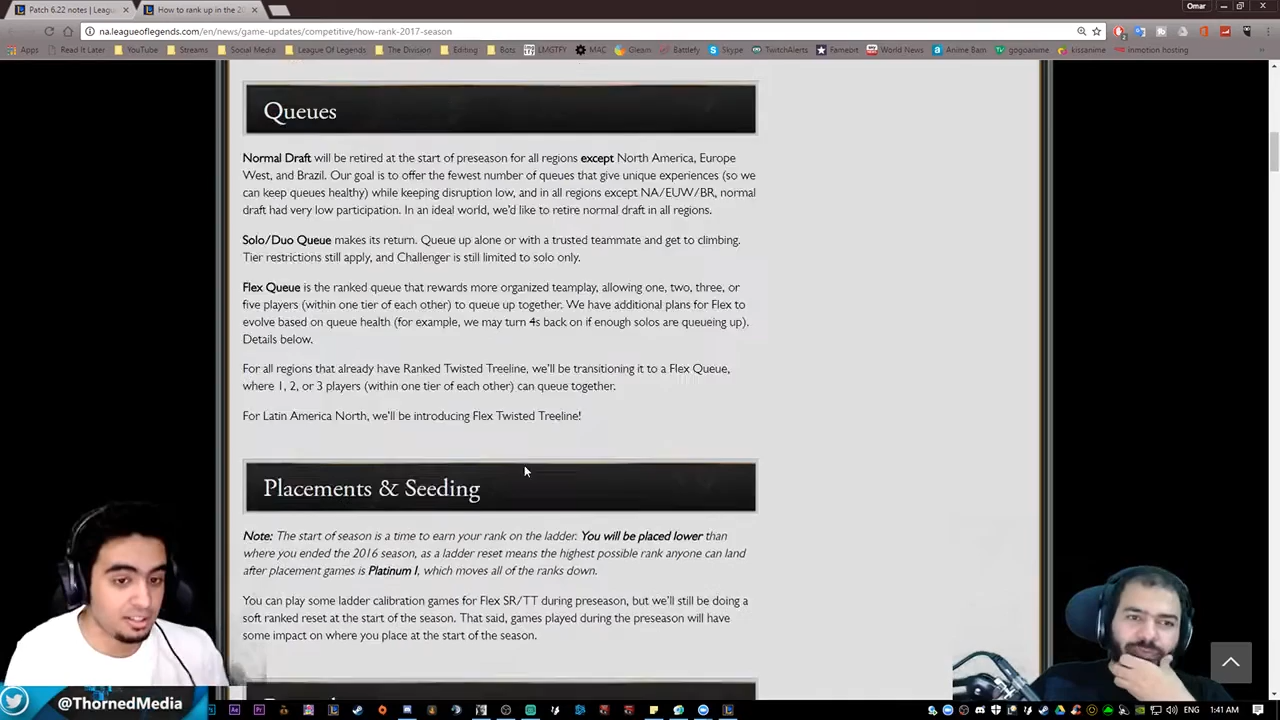 Patch 6.22 notes | Leagu
How to rank up in the 20
Omar
na.leagueoflegends.com/en/news/game-updates/competitive/how-rank-2017-season
Apps Read It Later YouTube Streams Social Media League Of Legends The Division Editing Bots LMGTFY MAC Gleam Battlefy Skype TwitchAlerts Famebit World News Anime Bam gogoanime kissanime inmotion hosting
Queues
Normal Draft will be retired at the start of preseason for all regions except North America, Europe
West, and Brazil. Our goal is to offer the fewest number of queues that give unique experiences (so we
can keep queues healthy) while keeping disruption low, and in all regions except NA/EUW/BR, normal
draft had very low participation. In an ideal world, we'd like to retire normal draft in all regions.
Solo/Duo Queue makes its return. Queue up alone or with a trusted teammate and get to climbing.
Tier restrictions still apply, and Challenger is still limited to solo only.
Flex Queue is the ranked queue that rewards more organized teamplay, allowing one, two, three, or
five players (within one tier of each other) to queue up together. We have additional plans for Flex to
evolve based on queue health (for example, we may turn 4s back on if enough solos are queueing up).
Details below.
For all regions that already have Ranked Twisted Treeline, we'll be transitioning it to a Flex Queue,
where 1, 2, or 3 players (within one tier of each other) can queue together.
For Latin America North, we'll be introducing Flex Twisted Treeline!
Placements & Seeding
Note: The start of season is a time to earn your rank on the ladder. You will be placed lower than
where you ended the 2016 season, as a ladder reset means the highest possible rank anyone can land
after placement games is Platinum I, which moves all of the ranks down.
You can play some ladder calibration games for Flex SR/TT during preseason, but we'll still be doing a
soft ranked reset at the start of the season. That said, games played during the preseason will have
some impact on where you place at the start of the season.
@ThornedMedia
ENG 1:41 AM